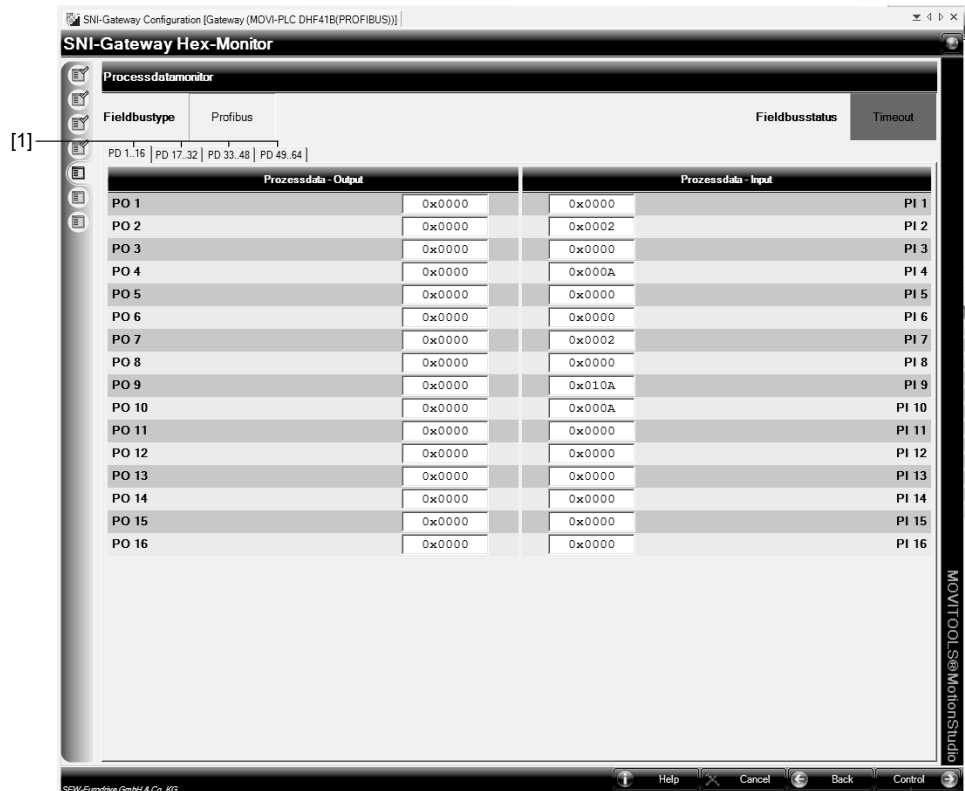 SNI-Gateway Configuration [Gateway (MOVI-PLC DHF41B(PROFIBUS))]
SNI-Gateway Hex-Monitor
Processdatamonitor
Fieldbustype Profibus Fieldbusstatus Timeout
[1]
PD 1..16 PD 17..32 PD 33..48 PD 49..64
Prozessdata - Output Prozessdata - Input
PO 1 0x0000 0x0000 PI 1
PO 2 0x0000 0x0002 PI 2
PO 3 0x0000 0x0000 PI 3
PO 4 0x0000 0x000A PI 4
PO 5 0x0000 0x0000 PI 5
PO 6 0x0000 0x0000 PI 6
PO 7 0x0000 0x0002 PI 7
PO 8 0x0000 0x0000 PI 8
PO 9 0x0000 0x010A PI 9
PO 10 0x0000 0x000A PI 10
PO 11 0x0000 0x0000 PI 11
PO 12 0x0000 0x0000 PI 12
PO 13 0x0000 0x0000 PI 13
PO 14 0x0000 0x0000 PI 14
PO 15 0x0000 0x0000 PI 15
PO 16 0x0000 0x0000 PI 16
MOVITOOLS®MotionStudio
Help Cancel Back Control
SEW-Eurodrive GmbH & Co. KG